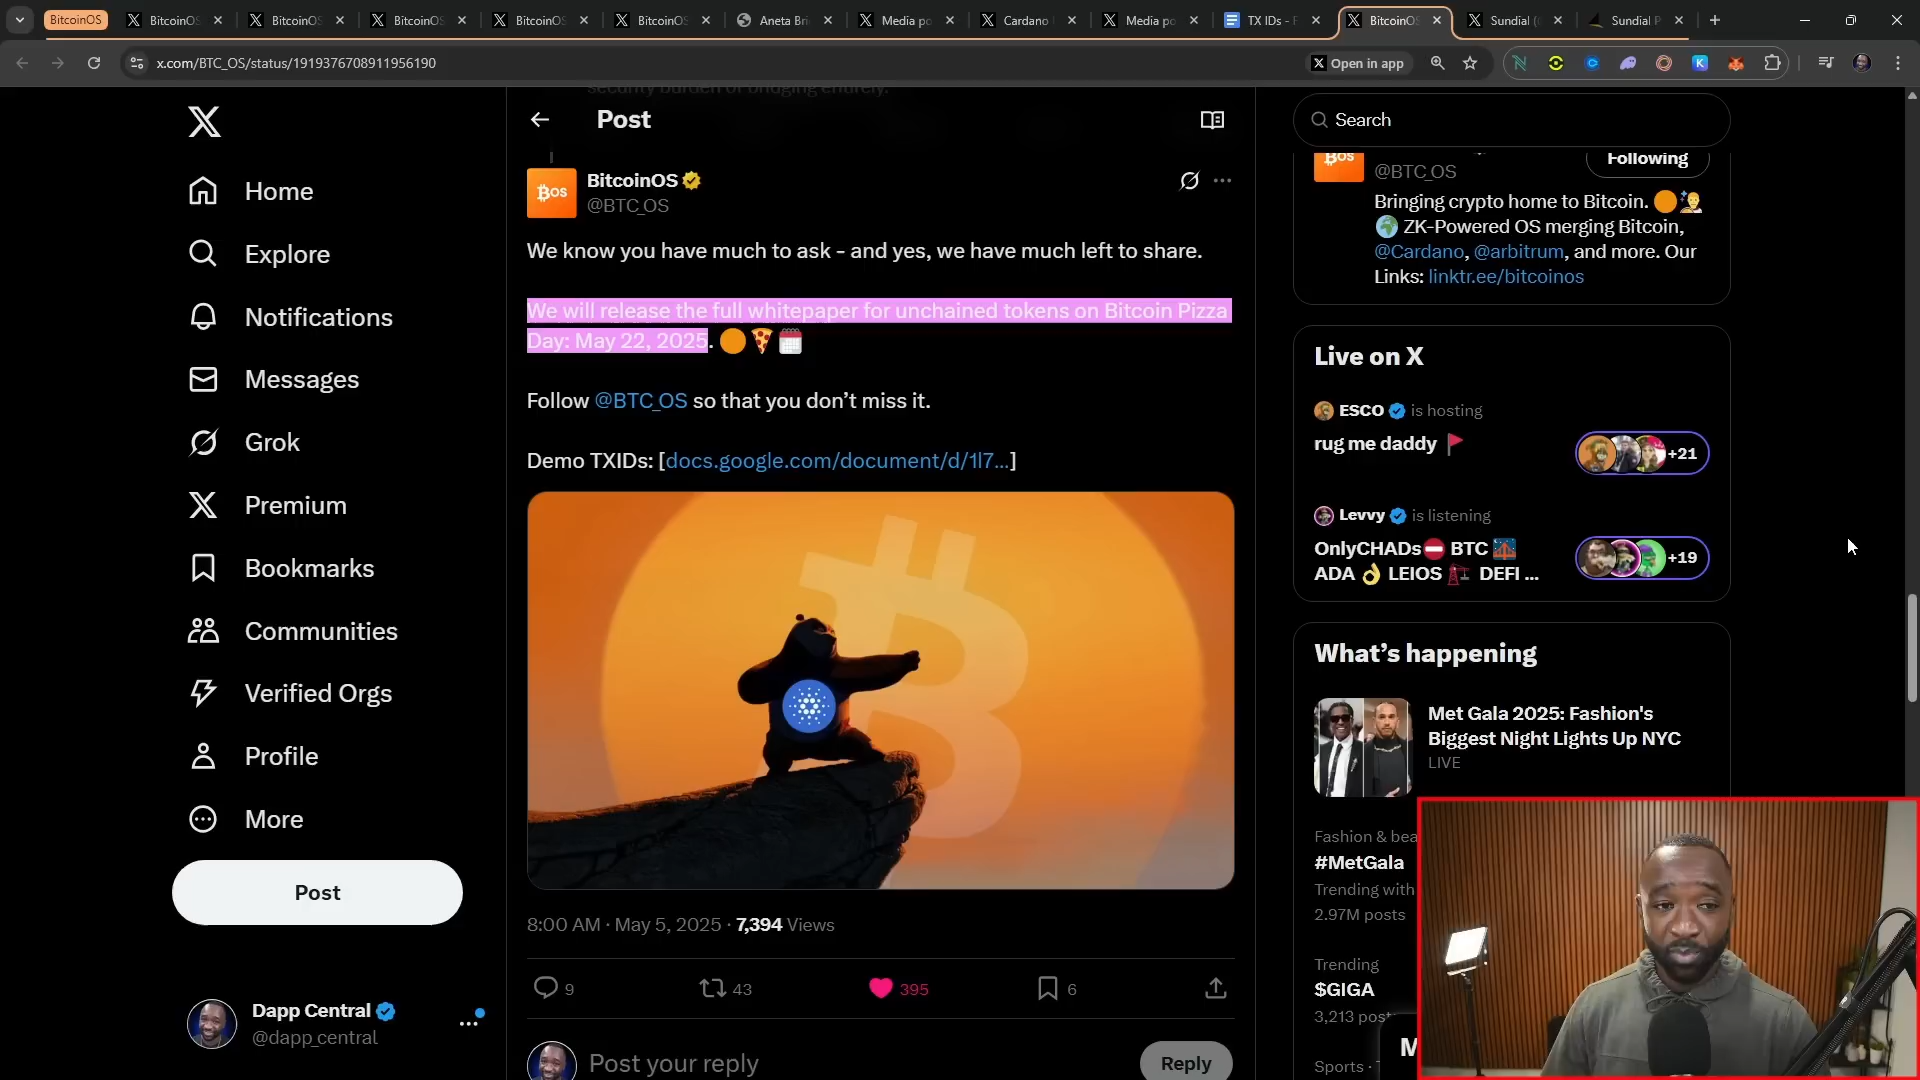 BitcoinOS
BitcoinOS
BitcoinOS
BitcoinOS
BitcoinOS
BitcoinOS
Aneta Bri
Media po
Cardano
Media po
TX IDs -
BitcoinOS
Sundial (
Sundial P
x.com/BTC_OS/status/1919376708911956190
Open in app
security burden of bridging entirely.
Post
Search
BitcoinOS
@BTC_OS
We know you have much to ask - and yes, we have much left to share.
We will release the full whitepaper for unchained tokens on Bitcoin Pizza
Day: May 22, 2025. 🟠🍕🗓️
Follow @BTC_OS so that you don’t miss it.
Demo TXIDs: [docs.google.com/document/d/1l7...]
8:00 AM · May 5, 2025 · 7,394 Views
9
43
395
6
Post your reply
Reply
Home
Explore
Notifications
Messages
Grok
Premium
Bookmarks
Communities
Verified Orgs
Profile
More
Post
Dapp Central
@dapp_central
BOS
@BTC_OS
Following
Bringing crypto home to Bitcoin.
ZK-Powered OS merging Bitcoin,
@Cardano, @arbitrum, and more. Our
Links: linktr.ee/bitcoinos
Live on X
ESCO is hosting
rug me daddy 🚩
+21
Levvy is listening
OnlyCHADs⛔ BTC 🌉
ADA 👌 LEIOS 🏗️ DEFI ...
+19
What’s happening
Met Gala 2025: Fashion's
Biggest Night Lights Up NYC
LIVE
Fashion & bea
#MetGala
Trending with
2.97M posts
Trending
$GIGA
3,213 post
Sports ·
M